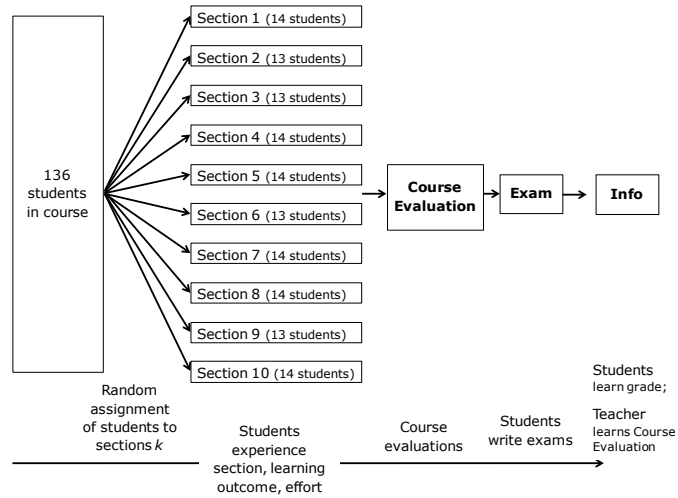 136
students
in course
Section 1 (14 students)
Section 2 (13 students)
Section 3 (13 students)
Section 4 (14 students)
Section 5 (14 students)
Section 6 (13 students)
Section 7 (14 students)
Section 8 (14 students)
Section 9 (13 students)
Section 10 (14 students)
Course
Evaluation
Exam
Info
Random
assignment
of students to
sections k
Students
experience
section, learning
outcome, effort
Course
evaluations
Students
write exams
Students
learn grade;
Teacher
learns Course
Evaluation